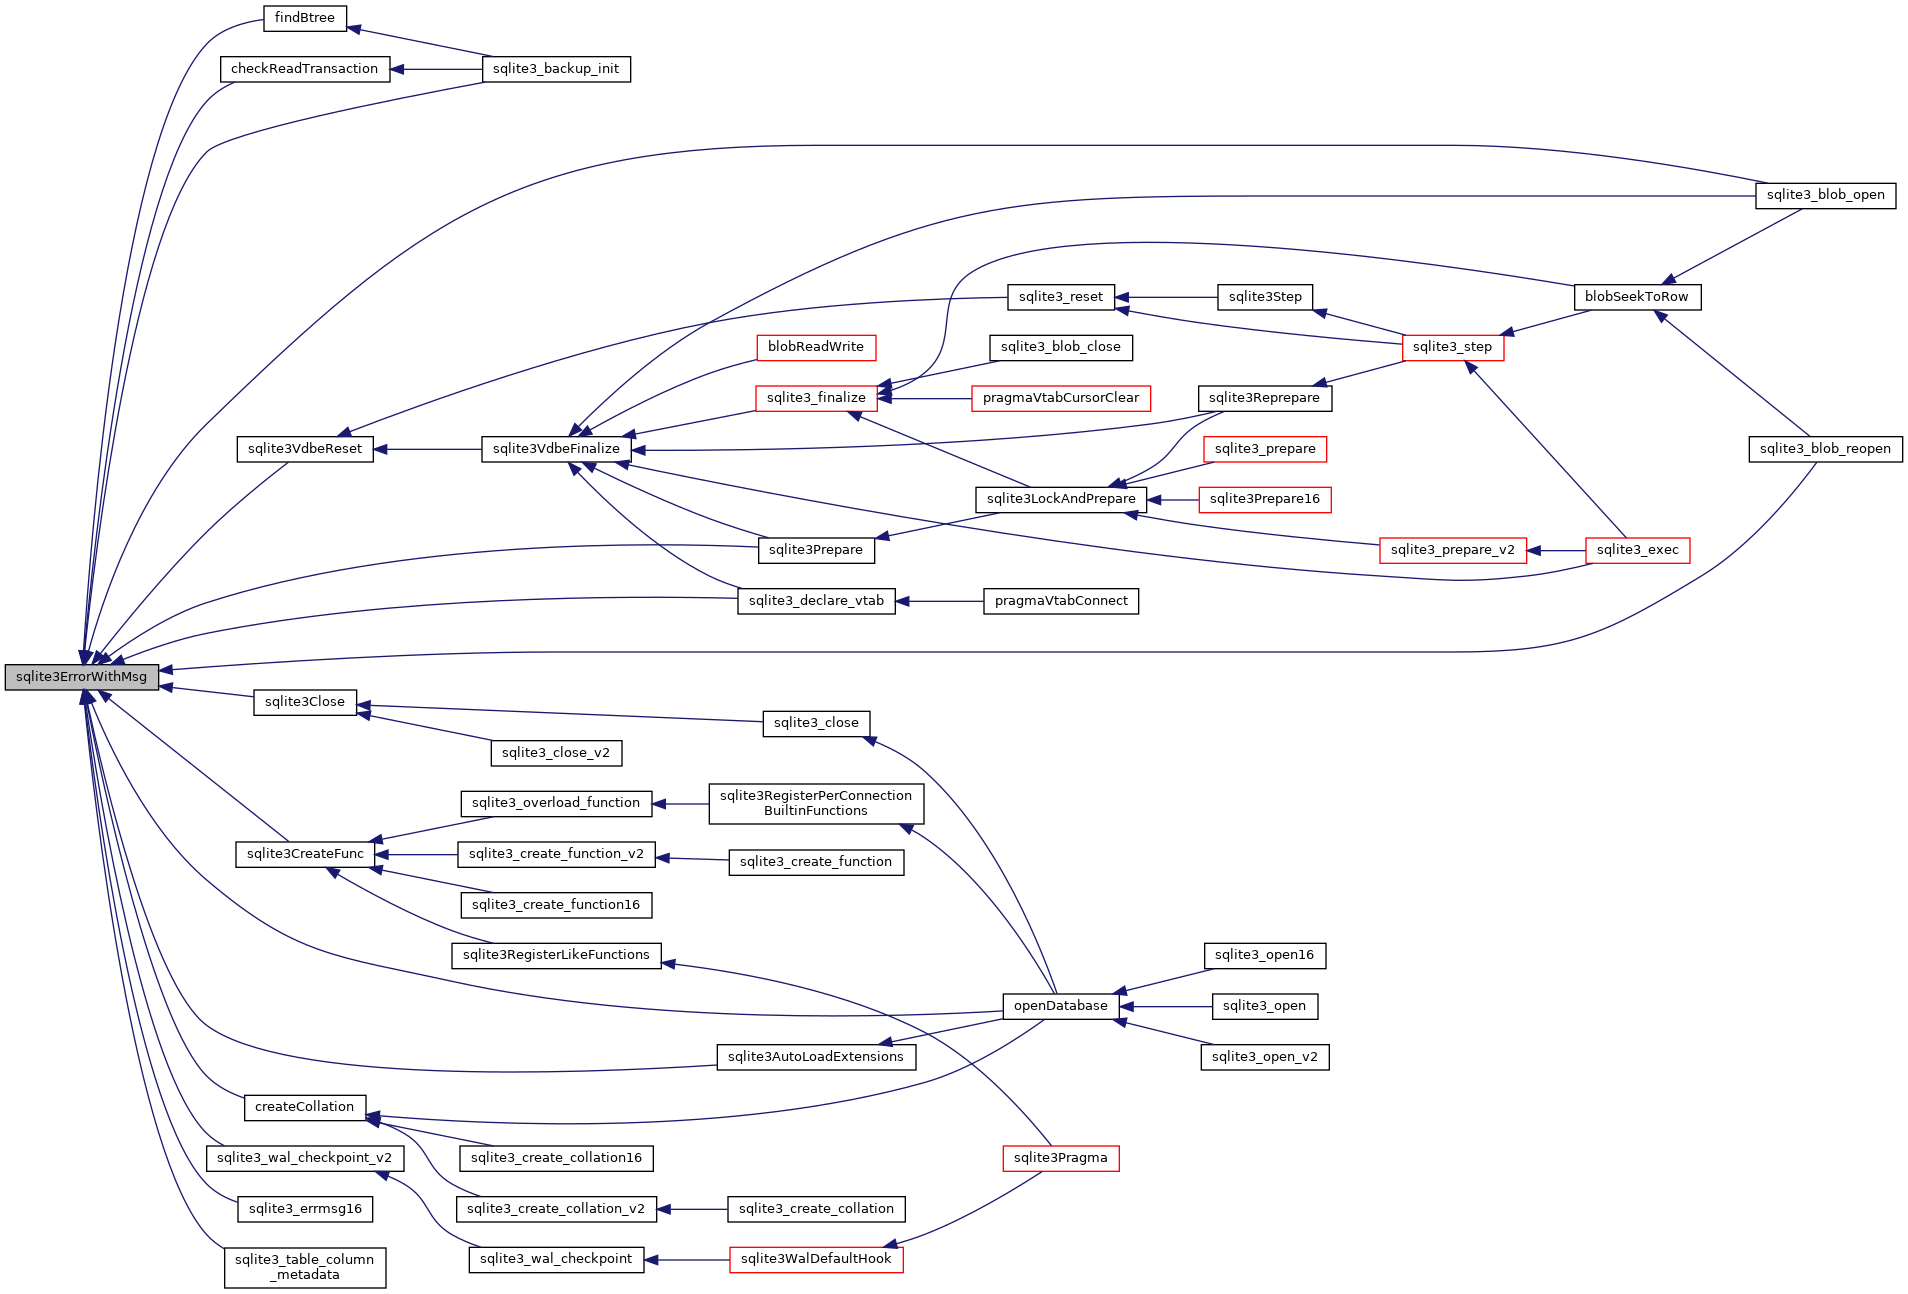 findBtree
checkReadTransaction
sqlite3_backup_init
sqlite3_blob_open
sqlite3_reset
sqlite3Step
blobSeekToRow
blobReadWrite
sqlite3_blob_close
sqlite3_step
sqlite3_finalize
pragmaVtabCursorClear
sqlite3Reprepare
sqlite3VdbeReset
sqlite3VdbeFinalize
sqlite3_prepare
sqlite3_blob_reopen
sqlite3LockAndPrepare
sqlite3Prepare16
sqlite3Prepare
sqlite3_prepare_v2
sqlite3_exec
sqlite3_declare_vtab
pragmaVtabConnect
sqlite3ErrorWithMsg
sqlite3Close
sqlite3_close
sqlite3_close_v2
sqlite3_overload_function
sqlite3RegisterPerConnection
BuiltinFunctions
sqlite3CreateFunc
sqlite3_create_function_v2
sqlite3_create_function
sqlite3_create_function16
sqlite3RegisterLikeFunctions
sqlite3_open16
openDatabase
sqlite3_open
sqlite3AutoLoadExtensions
sqlite3_open_v2
createCollation
sqlite3_wal_checkpoint_v2
sqlite3_create_collation16
sqlite3Pragma
sqlite3_errmsg16
sqlite3_create_collation_v2
sqlite3_create_collation
sqlite3_table_column
_metadata
sqlite3_wal_checkpoint
sqlite3WalDefaultHook